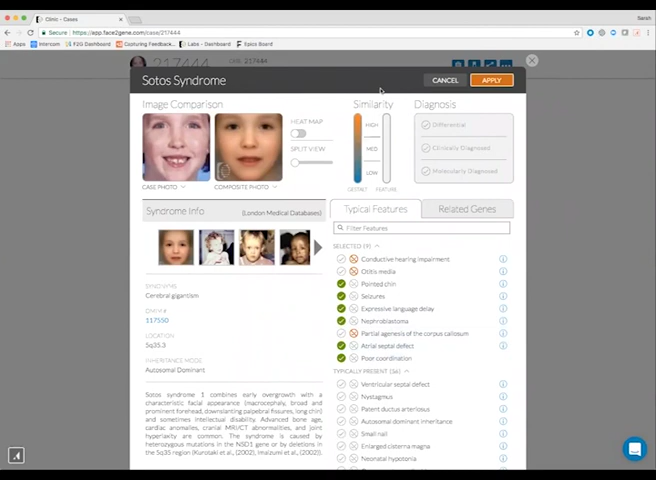 Clinic - Cases
Sarah
Secure https://app.face2gene.com/case/217444
Apps Intercom F2G Dashboard Capturing Feedback... Labs - Dashboard Epics Board
217444
217444
Sotos Syndrome
CANCEL
APPLY
Image Comparison
Similarity
Diagnosis
HEAT MAP
SPLIT VIEW
HIGH
MED
LOW
GESTALT
FEATURE
Differential
Clinically Diagnosed
Molecularly Diagnosed
CASE PHOTO
COMPOSITE PHOTO
Syndrome Info
(London Medical Databases)
Typical Features
Related Genes
Filter Features
SELECTED (9)
Conductive hearing impairment
Otitis media
Pointed chin
Seizures
Expressive language delay
Nephroblastoma
Partial agenesis of the corpus callosum
Atrial septal defect
Poor coordination
TYPICALLY PRESENT (56)
Ventricular septal defect
Nystagmus
Patent ductus arteriosus
Autosomal dominant inheritance
Small nail
Enlarged cisterna magna
Neonatal hypotonia
SYNONYMS
Cerebral gigantism
OMIM #
117550
LOCATION
5q35.3
INHERITANCE MODE
Autosomal Dominant
Sotos syndrome 1 combines early overgrowth with a
characteristic facial appearance (macrocephaly, broad and
prominent forehead, downslanting palpebral fissures, long chin)
and sometimes intellectual disability. Advanced bone age,
cardiac anomalies, cranial MRI/CT abnormalities, and joint
hyperlaxity are common. The syndrome is caused by
heterozygous mutations in the NSD1 gene or by deletions in
the 5q35 region (Kurotaki et al., (2002), Imaizumi et al., (2002)).